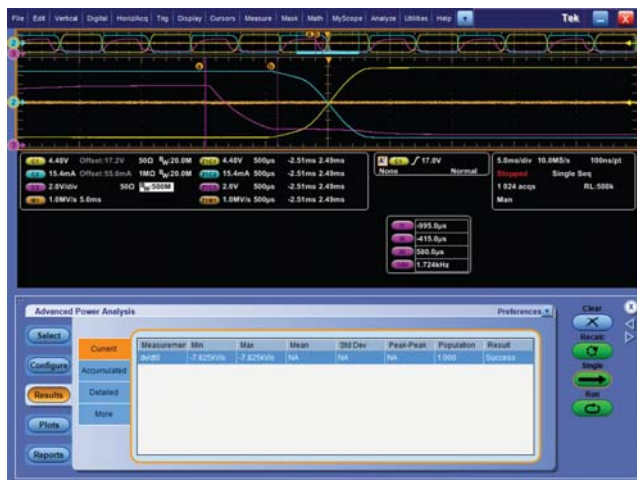 File Edit Vertical Digital Horiz/Acq Trig Display Cursors Measure Mask Math MyScope Analyze Utilities Help Tek
a b
C1 4.48V Offset:17.2V 50Ω BW:20.0M
C2 15.4mA Offset:55.6mA 1MΩ BW:20.0M
C3 2.0V/div 50Ω BW:500M
M1 1.0MV/s 5.0ms
Z1C1 4.48V 500µs -2.51ms 2.49ms
Z1C2 15.4mA 500µs -2.51ms 2.49ms
Z1C3 2.0V 500µs -2.51ms 2.49ms
Z1M1 1.0MV/s 500µs -2.51ms 2.49ms
A' C1 17.0V
None Normal
5.0ms/div 10.0MS/s 100ns/pt
Stopped Single Seq
1 024 acqs RL:500k
Man
-995.0µs
-415.0µs
580.0µs
1.724kHz
Advanced Power Analysis
Preferences
Clear
Recalc
Single
Run
Select
Configure
Results
Plots
Reports
Current
Accumulated
Detailed
More
Measuremen Min Max Mean Std Dev Peak-Peak Population Result
dv/dt0 -7.825KV/s -7.825KV/s NA NA NA 1.000 Success